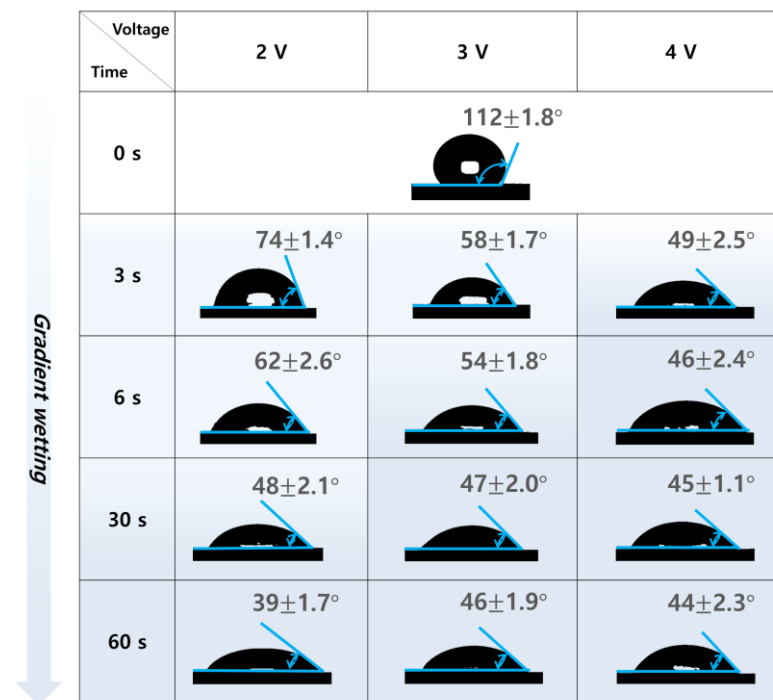 Voltage
Time
2 V
3 V
4 V
0 s
112±1.8°
3 s
74±1.4°
58±1.7°
49±2.5°
6 s
62±2.6°
54±1.8°
46±2.4°
30 s
48±2.1°
47±2.0°
45±1.1°
60 s
39±1.7°
46±1.9°
44±2.3°
Gradient wetting